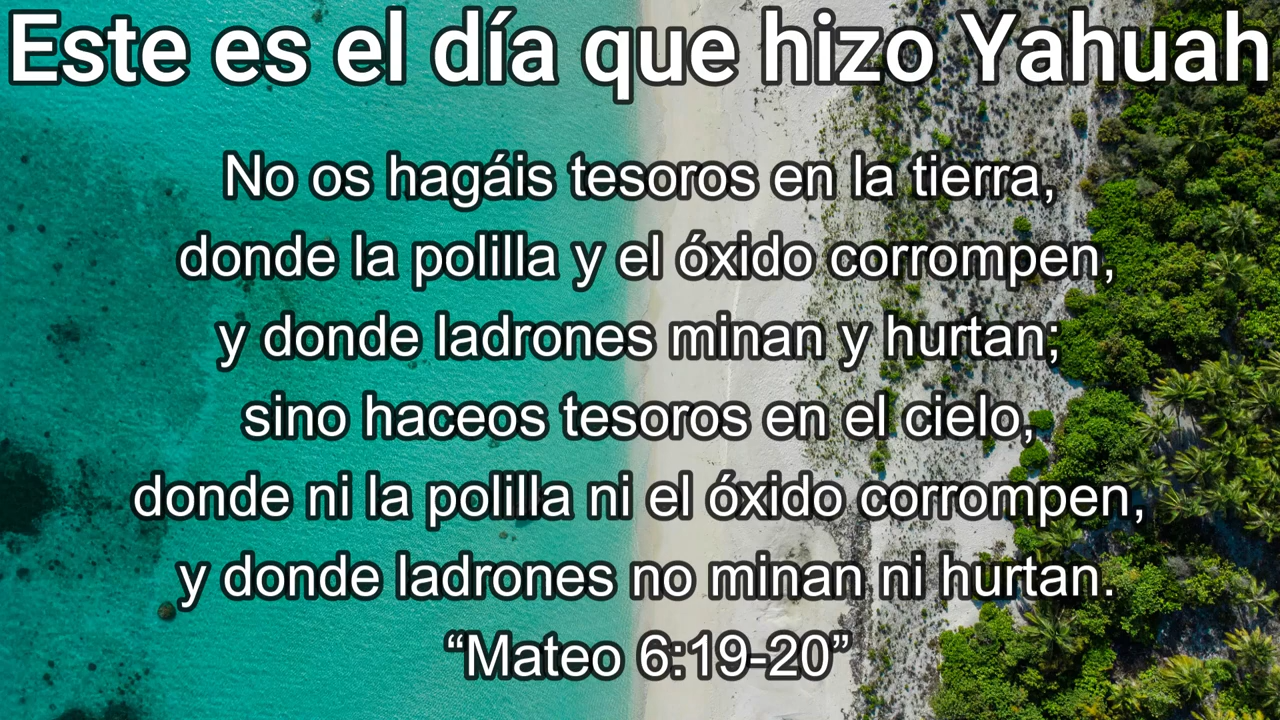 Este es el día que hizo Yahuah
No os hagáis tesoros en la tierra,
donde la polilla y el óxido corrompen,
y donde ladrones minan y hurtan;
sino haceos tesoros en el cielo,
donde ni la polilla ni el óxido corrompen,
y donde ladrones no minan ni hurtan.
“Mateo 6:19-20”